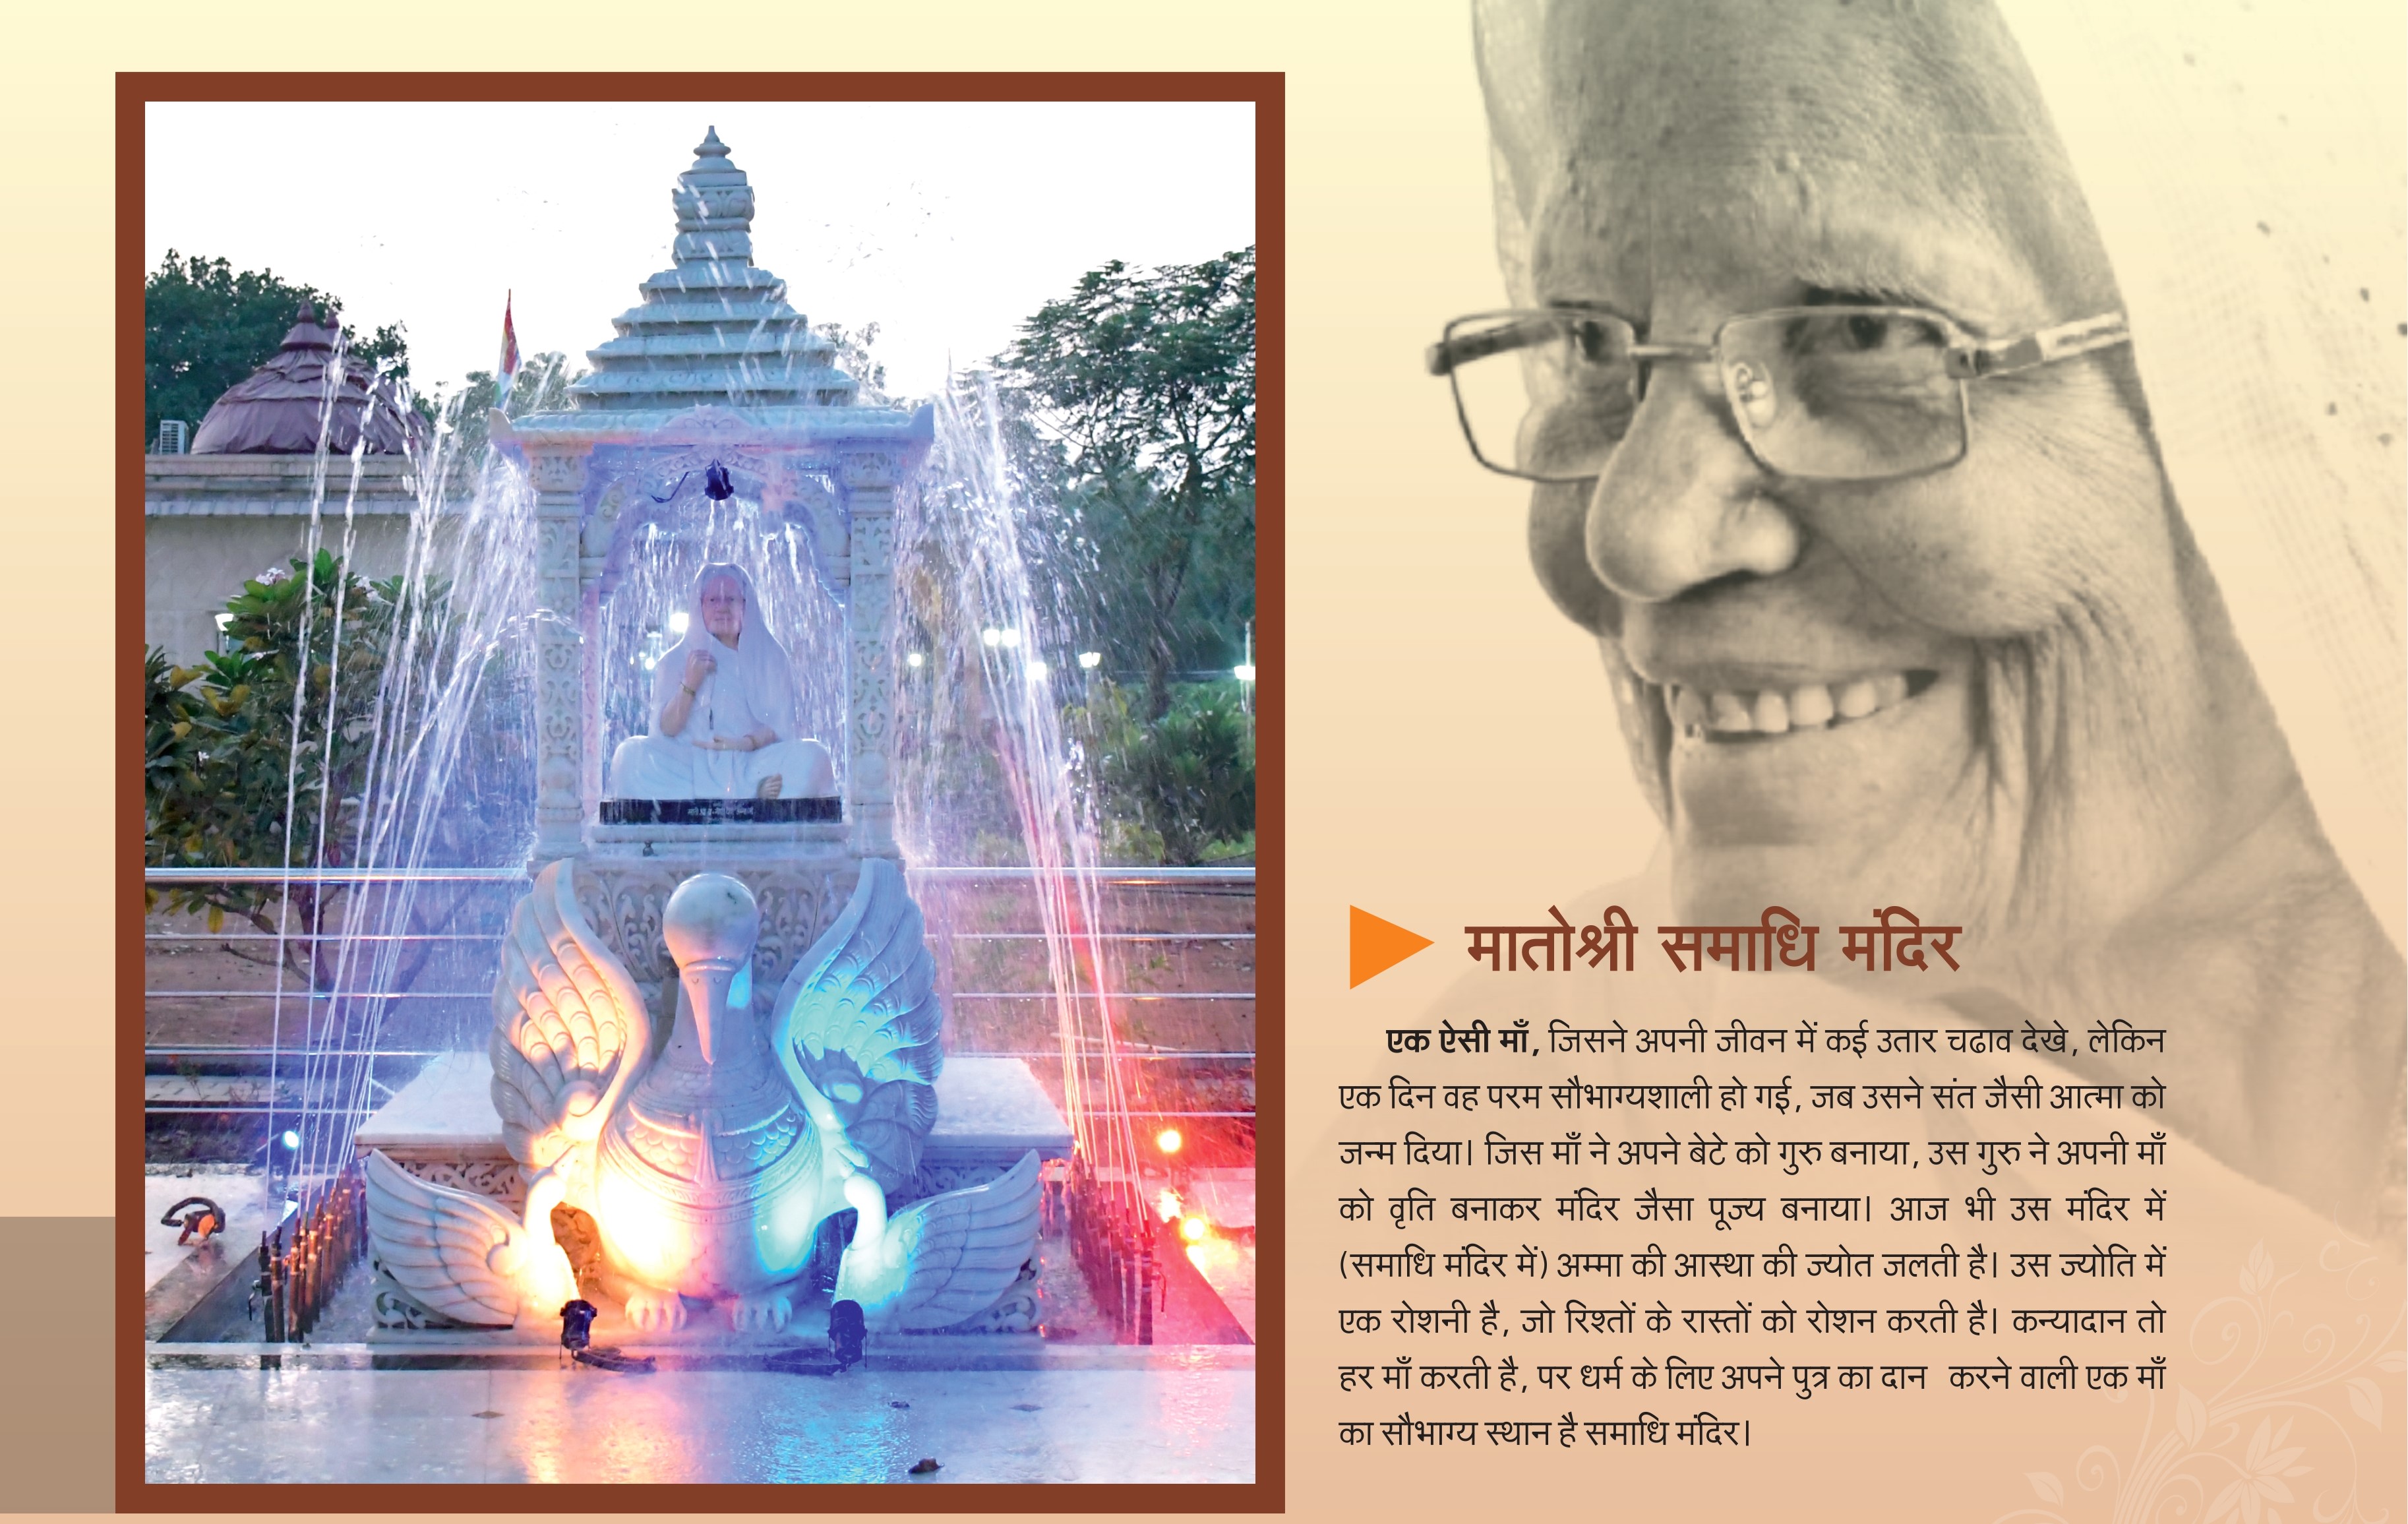 मातोश्री समाधि मंदिर
एक ऐसी माँ, जिसने अपनी जीवन में कई उतार चढाव देखे, लेकिन
एक दिन वह परम सौभाग्यशाली हो गई, जब उसने संत जैसी आत्मा को
जन्म दिया। जिस माँ ने अपने बेटे को गुरु बनाया, उस गुरु ने अपनी माँ
को वृति बनाकर मंदिर जैसा पूज्य बनाया। आज भी उस मंदिर में
(समाधि मंदिर में) अम्मा की आस्था की ज्योत जलती है। उस ज्योति में
एक रोशनी है, जो रिश्तों के रास्तों को रोशन करती है। कन्यादान तो
हर माँ करती है, पर धर्म के लिए अपने पुत्र का दान करने वाली एक माँ
का सौभाग्य स्थान है समाधि मंदिर।